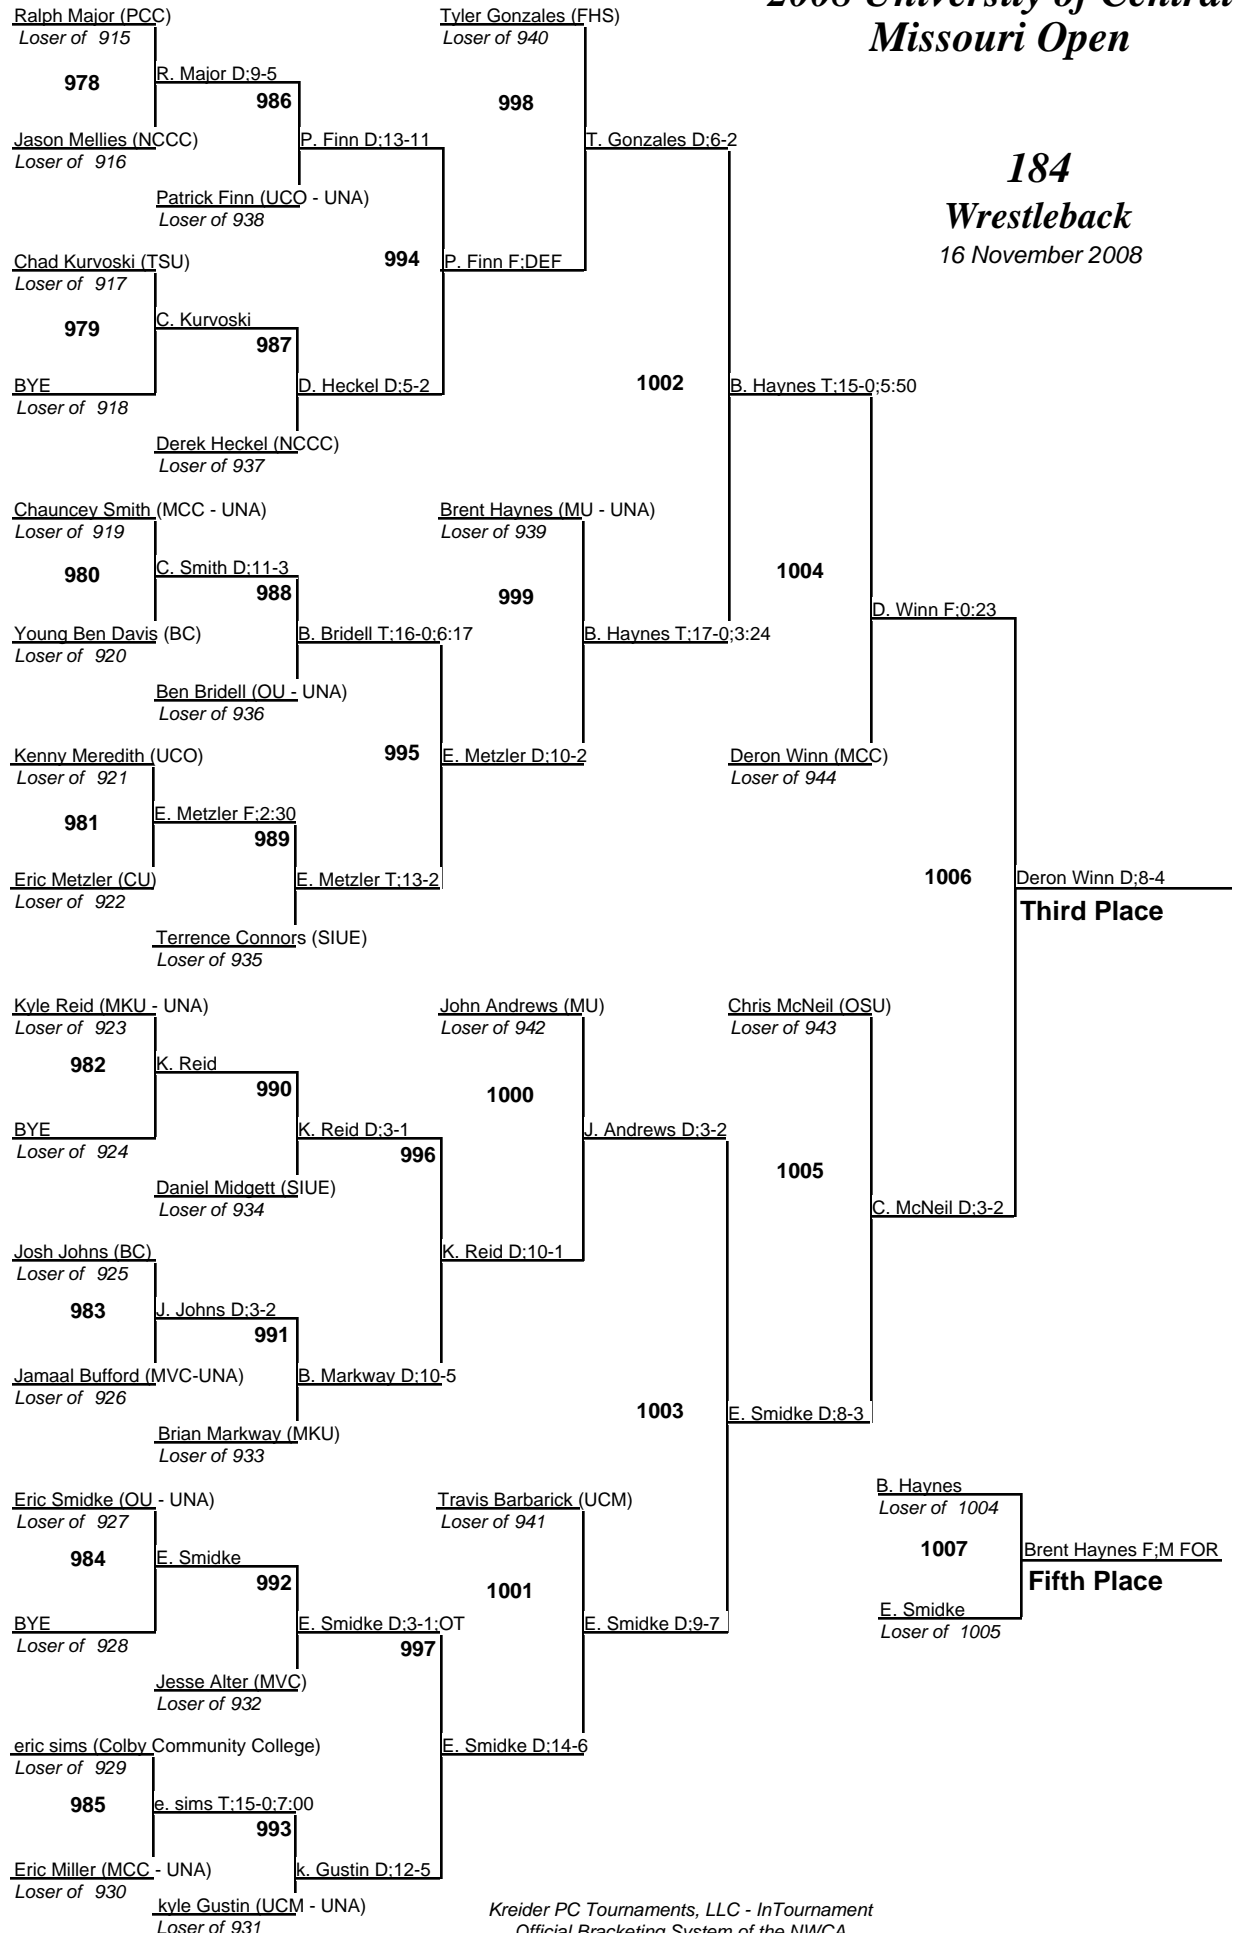 2008 University of Central
Missouri Open
184
Wrestleback
16 November 2008
Ralph Major (PCC)
Loser of 915
978
R. Major D;9-5
986
Jason Mellies (NCCC)
Loser of 916
P. Finn D;13-11
Patrick Finn (UCO - UNA)
Loser of 938
Tyler Gonzales (FHS)
Loser of 940
998
T. Gonzales D;6-2
994
P. Finn F;DEF
Chad Kurvoski (TSU)
Loser of 917
979
C. Kurvoski
987
BYE
Loser of 918
D. Heckel D;5-2
Derek Heckel (NCCC)
Loser of 937
1002
B. Haynes T;15-0;5:50
Chauncey Smith (MCC - UNA)
Loser of 919
980
C. Smith D;11-3
988
Young Ben Davis (BC)
Loser of 920
B. Bridell T;16-0;6:17
Ben Bridell (OU - UNA)
Loser of 936
Brent Haynes (MU - UNA)
Loser of 939
999
B. Haynes T;17-0;3:24
1004
D. Winn F;0:23
995
E. Metzler D;10-2
Deron Winn (MCC)
Loser of 944
Kenny Meredith (UCO)
Loser of 921
981
E. Metzler F;2:30
989
Eric Metzler (CU)
Loser of 922
E. Metzler T;13-2
Terrence Connors (SIUE)
Loser of 935
1006
Deron Winn D;8-4
Third Place
Kyle Reid (MKU - UNA)
Loser of 923
982
K. Reid
990
BYE
Loser of 924
K. Reid D;3-1
996
Daniel Midgett (SIUE)
Loser of 934
John Andrews (MU)
Loser of 942
1000
J. Andrews D;3-2
Chris McNeil (OSU)
Loser of 943
1005
C. McNeil D;3-2
K. Reid D;10-1
Josh Johns (BC)
Loser of 925
983
J. Johns D;3-2
991
Jamaal Bufford (MVC-UNA)
Loser of 926
B. Markway D;10-5
Brian Markway (MKU)
Loser of 933
1003
E. Smidke D;8-3
Eric Smidke (OU - UNA)
Loser of 927
984
E. Smidke
992
BYE
Loser of 928
E. Smidke D;3-1;OT
997
Jesse Alter (MVC)
Loser of 932
Travis Barbarick (UCM)
Loser of 941
1001
E. Smidke D;9-7
B. Haynes
Loser of 1004
1007
Brent Haynes F;M FOR
Fifth Place
E. Smidke
Loser of 1005
E. Smidke D;14-6
eric sims (Colby Community College)
Loser of 929
985
e. sims T;15-0;7:00
993
Eric Miller (MCC - UNA)
Loser of 930
k. Gustin D;12-5
kyle Gustin (UCM - UNA)
Loser of 931
Kreider PC Tournaments, LLC - InTournament
Official Bracketing System of the NWCA